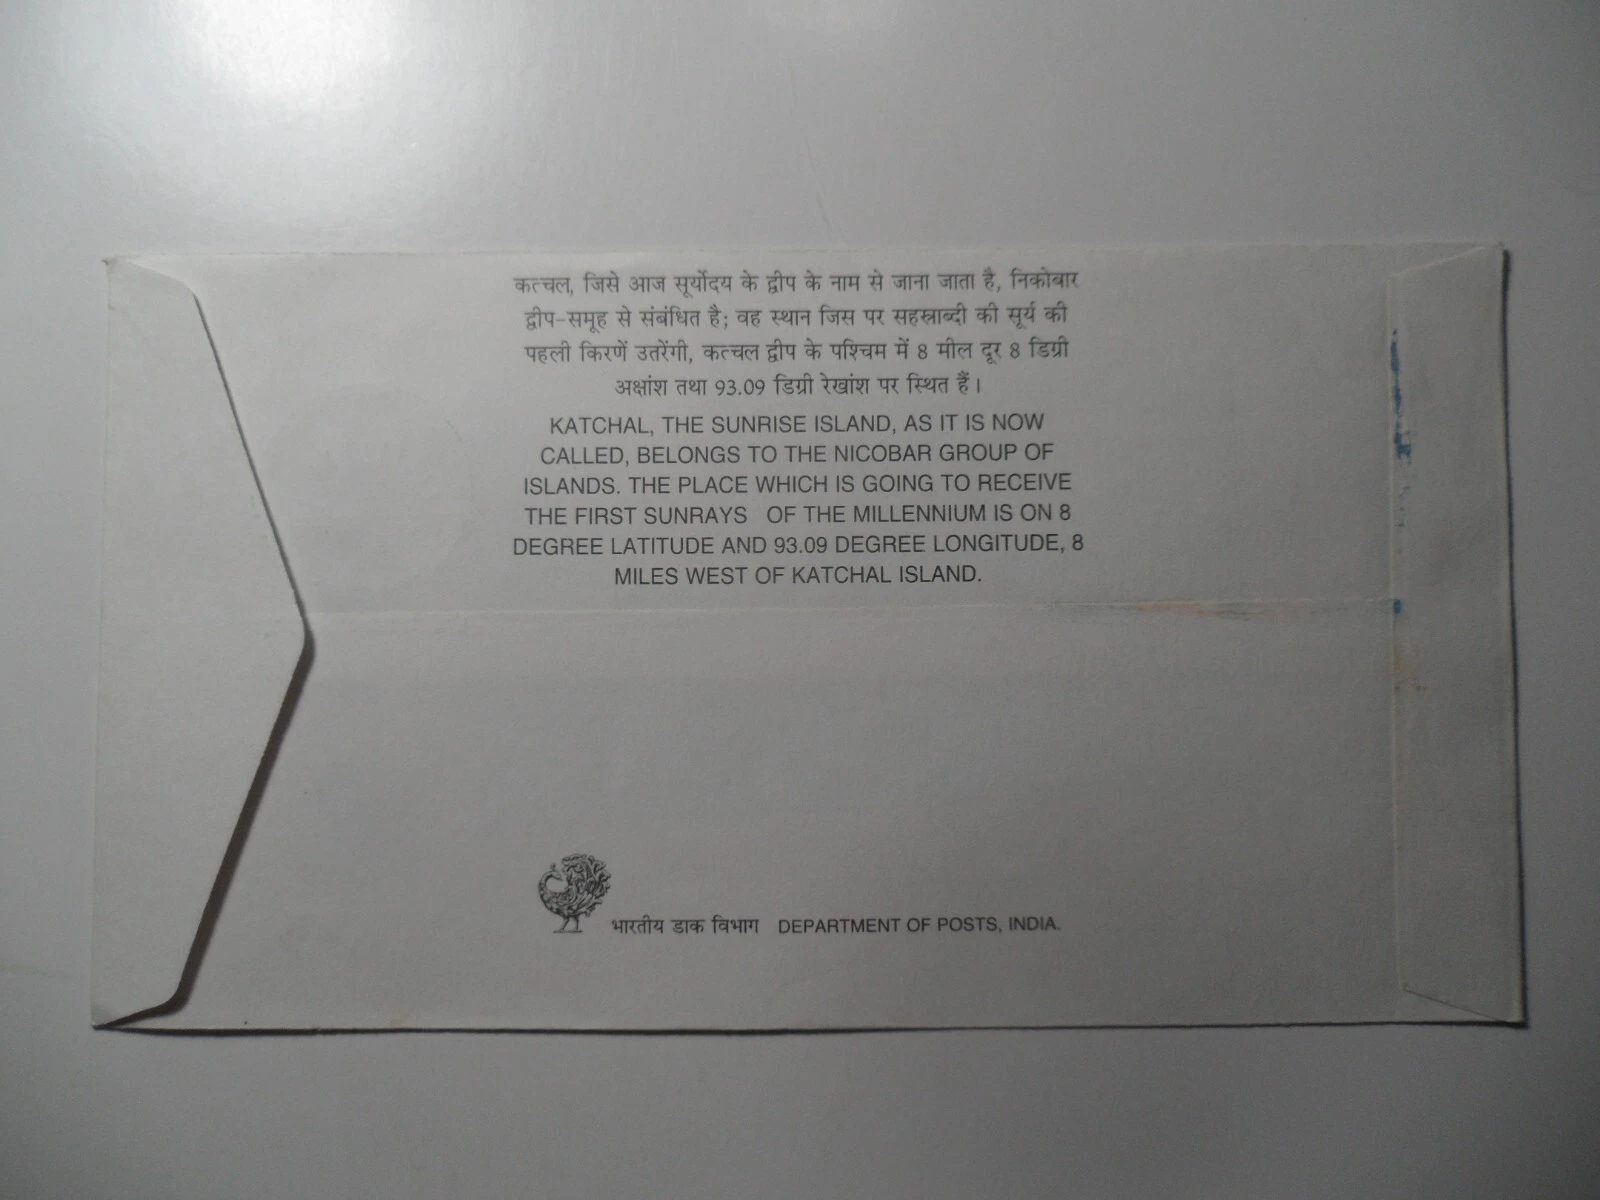 कत्चल, जिसे आज सूर्योदय के द्वीप के नाम से जाना जाता है, निकोबार
द्वीप-समूह से संबंधित है; वह स्थान जिस पर सहस्त्राब्दी की सूर्य की
पहली किरणें उतरेंगी, कत्चल द्वीप के पश्चिम में 8 मील दूर 8 डिग्री
अक्षांश तथा 93.09 डिग्री रेखांश पर स्थित हैं।
KATCHAL, THE SUNRISE ISLAND, AS IT IS NOW
CALLED, BELONGS TO THE NICOBAR GROUP OF
ISLANDS. THE PLACE WHICH IS GOING TO RECEIVE
THE FIRST SUNRAYS OF THE MILLENNIUM IS ON 8
DEGREE LATITUDE AND 93.09 DEGREE LONGITUDE, 8
MILES WEST OF KATCHAL ISLAND.
भारतीय डाक विभाग DEPARTMENT OF POSTS, INDIA.